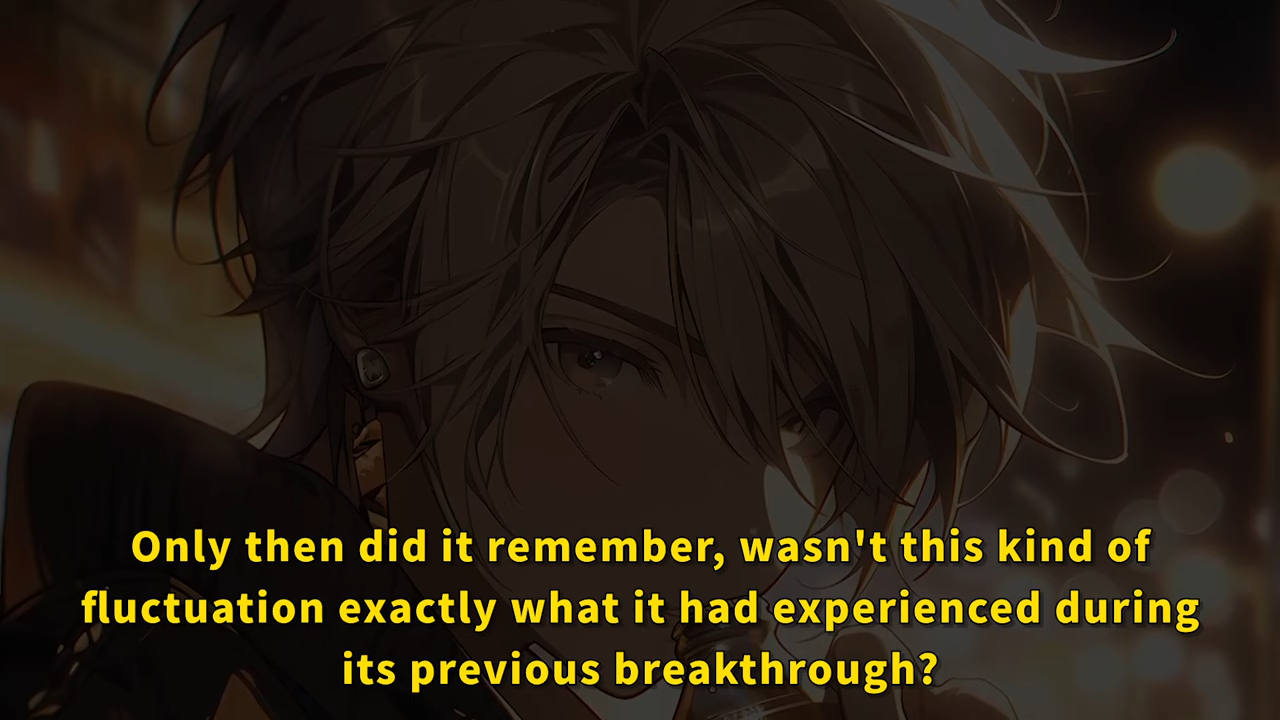 Only then did it remember, wasn't this kind of
fluctuation exactly what it had experienced during
its previous breakthrough?